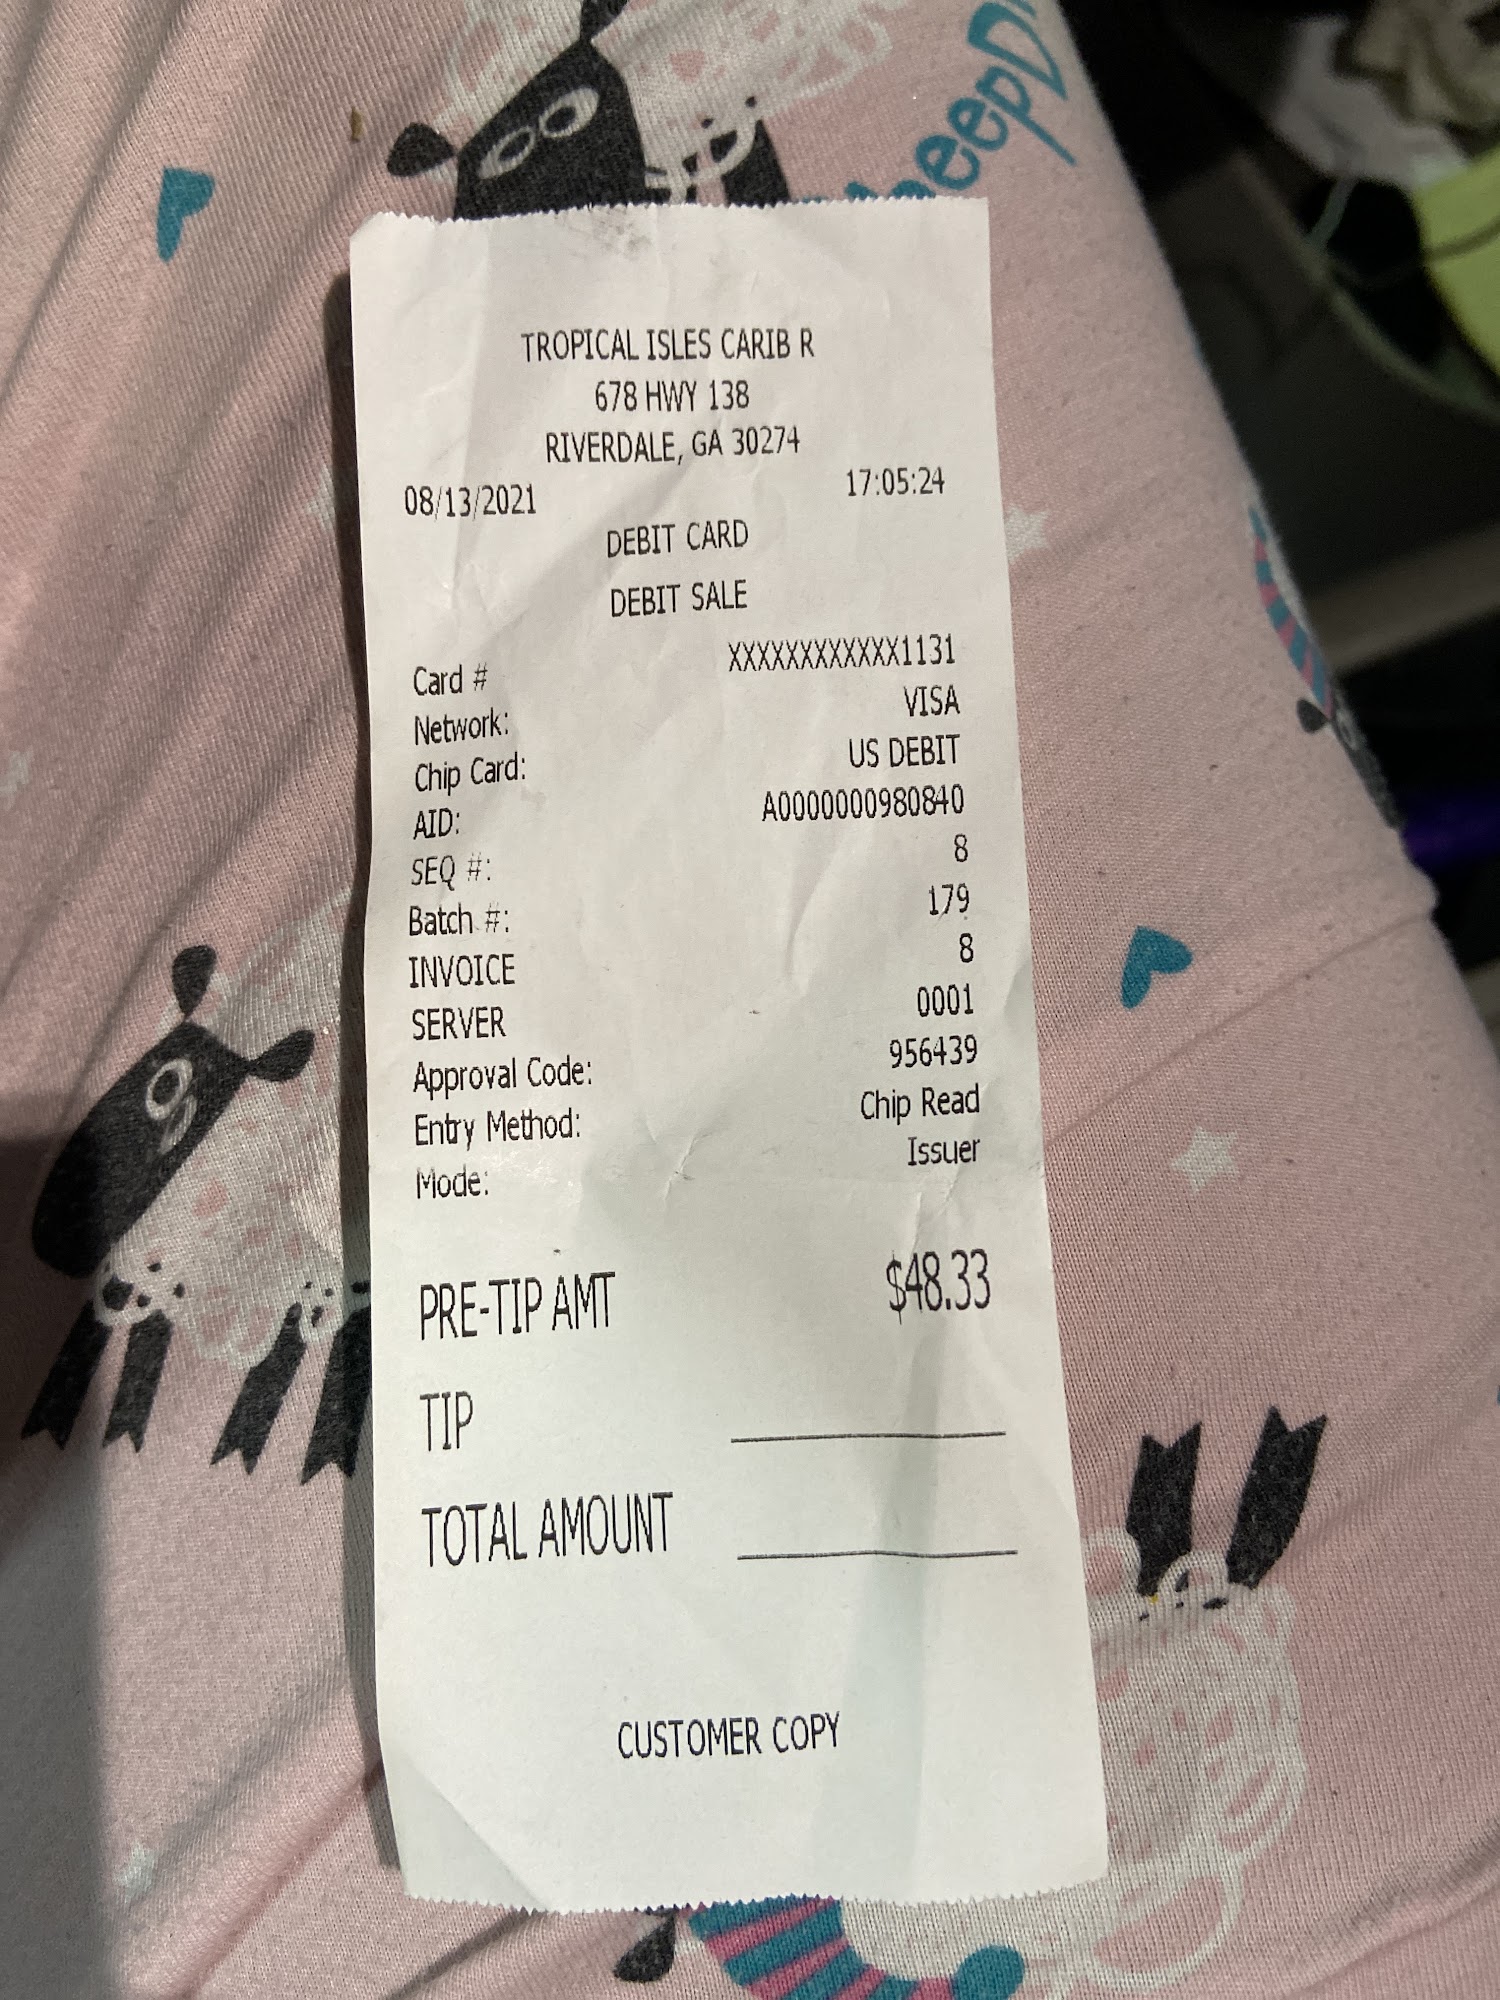 TROPICAL ISLES CARIB R
678 HWY 138
RIVERDALE, GA 30274
08/13/2021 17:05:24
DEBIT CARD
DEBIT SALE
Card # XXXXXXXXXXXX1131
Network: VISA
Chip Card: US DEBIT
AID: A0000000980840
SEQ #: 8
Batch #: 179
INVOICE 8
SERVER 0001
Approval Code: 956439
Entry Method: Chip Read
Mode: Issuer
PRE-TIP AMT $48.33
TIP
TOTAL AMOUNT
CUSTOMER COPY